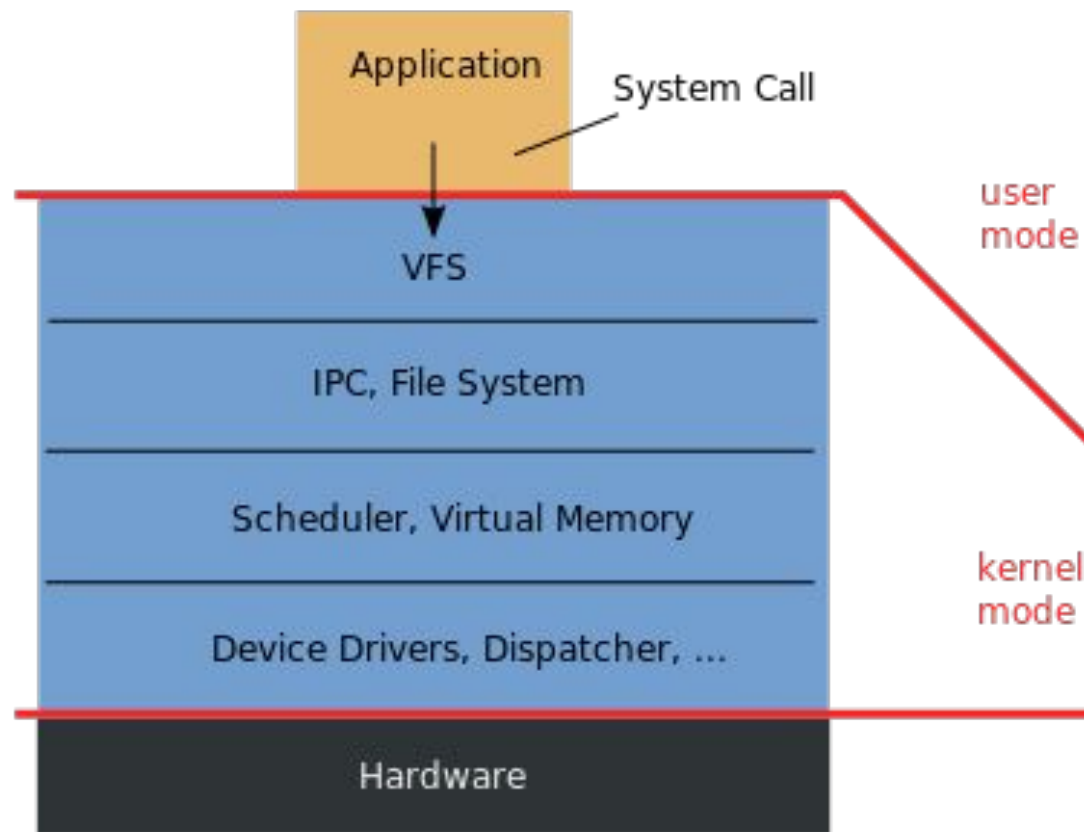 Application
System Call
user
mode
VFS
IPC, File System
Scheduler, Virtual Memory
kernel
mode
Device Drivers, Dispatcher, ...
Hardware